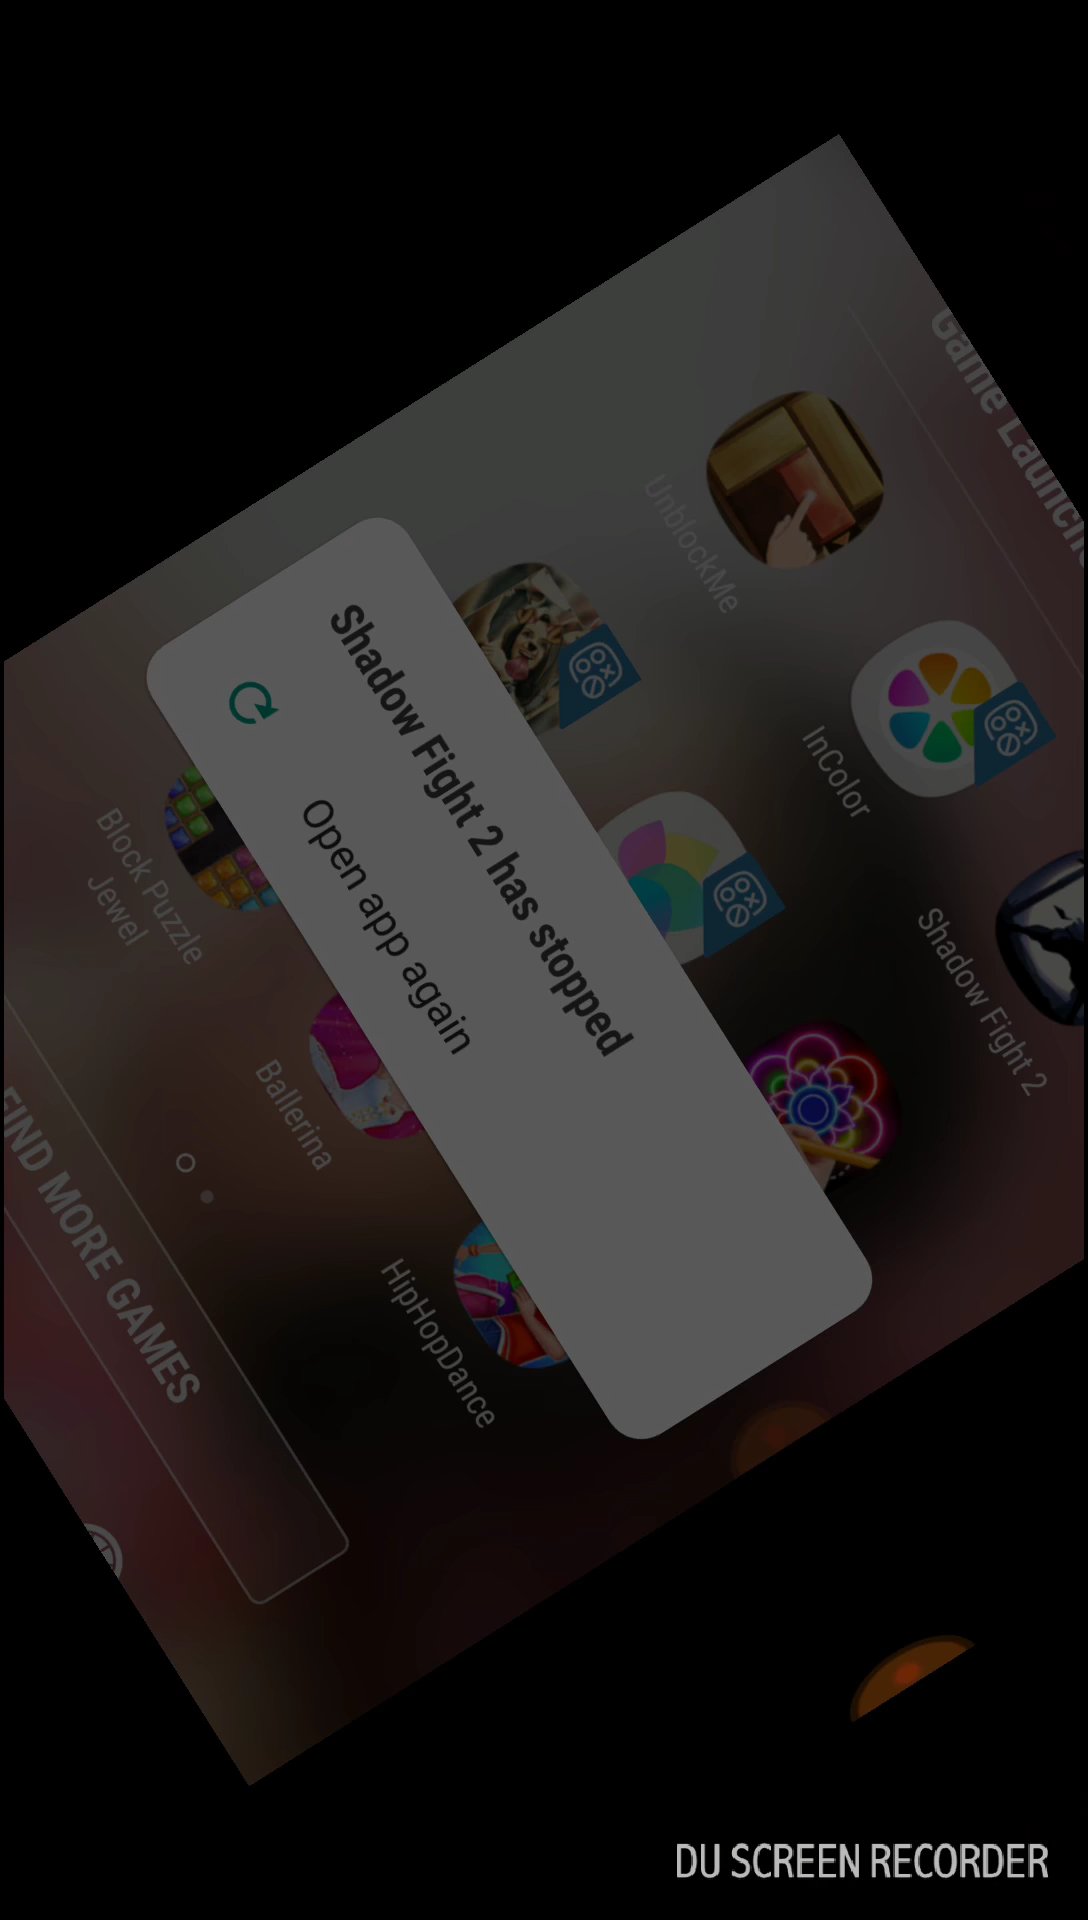 Game Launch
UnblockMe
InColor
Shadow Fight 2
Shadow Fight 2 has stopped
Open app again
Block Puzzle
Jewel
Ballerina
HipHopDance
FIND MORE GAMES
DU SCREEN RECORDER